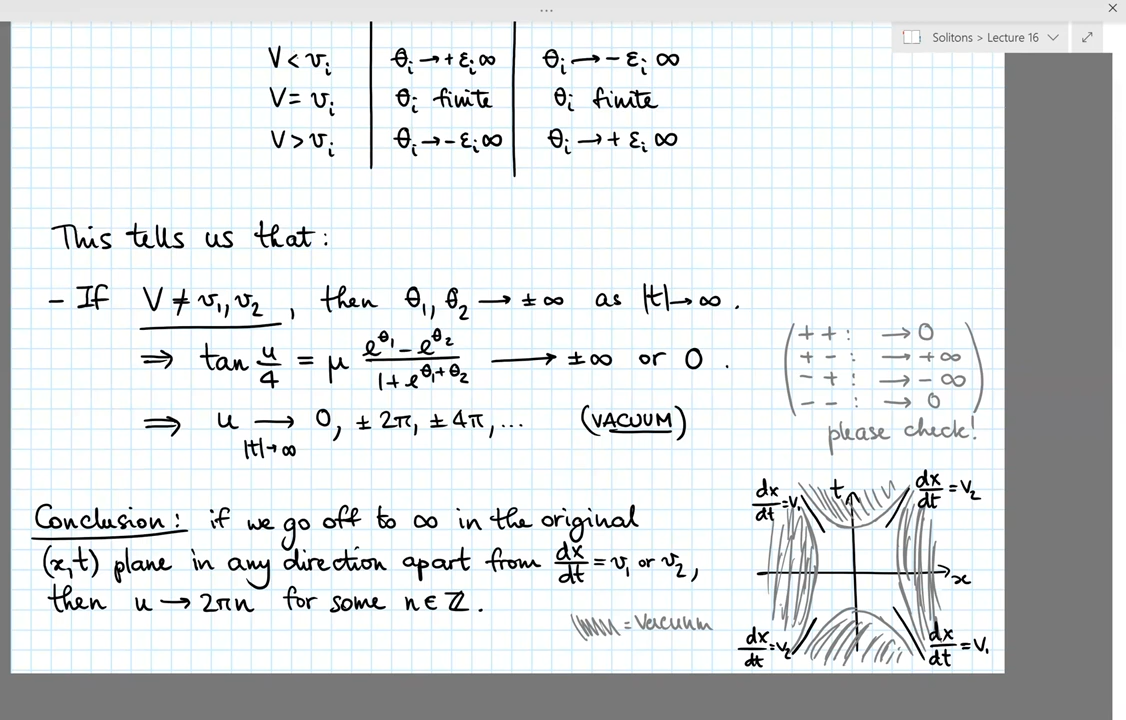 Solitons > Lecture 16
V < v_i | θ_i → + ε_i ∞ | θ_i → − ε_i ∞
V = v_i | θ_i finite | θ_i finite
V > v_i | θ_i → − ε_i ∞ | θ_i → + ε_i ∞
This tells us that:
– If V ≠ v_1, v_2, then θ_1, θ_2 → ±∞ as |t| → ∞.
⇒ tan u/4 = μ (e^{θ_1} − e^{θ_2}) / (1 + e^{θ_1+θ_2}) → ±∞ or 0.
⇒ u → 0, ±2π, ±4π, ... (VACUUM)
|t|→∞
+ + : → 0
+ − : → +∞
− + : → −∞
− − : → 0
please check!
Conclusion: if we go off to ∞ in the original
(x,t) plane in any direction apart from dx/dt = v_1 or v_2,
then u → 2πn for some n ∈ ℤ.
= Vacuum
dx/dt = v_1
t
dx/dt = v_2
x
dx/dt = v_2
dx/dt = v_1